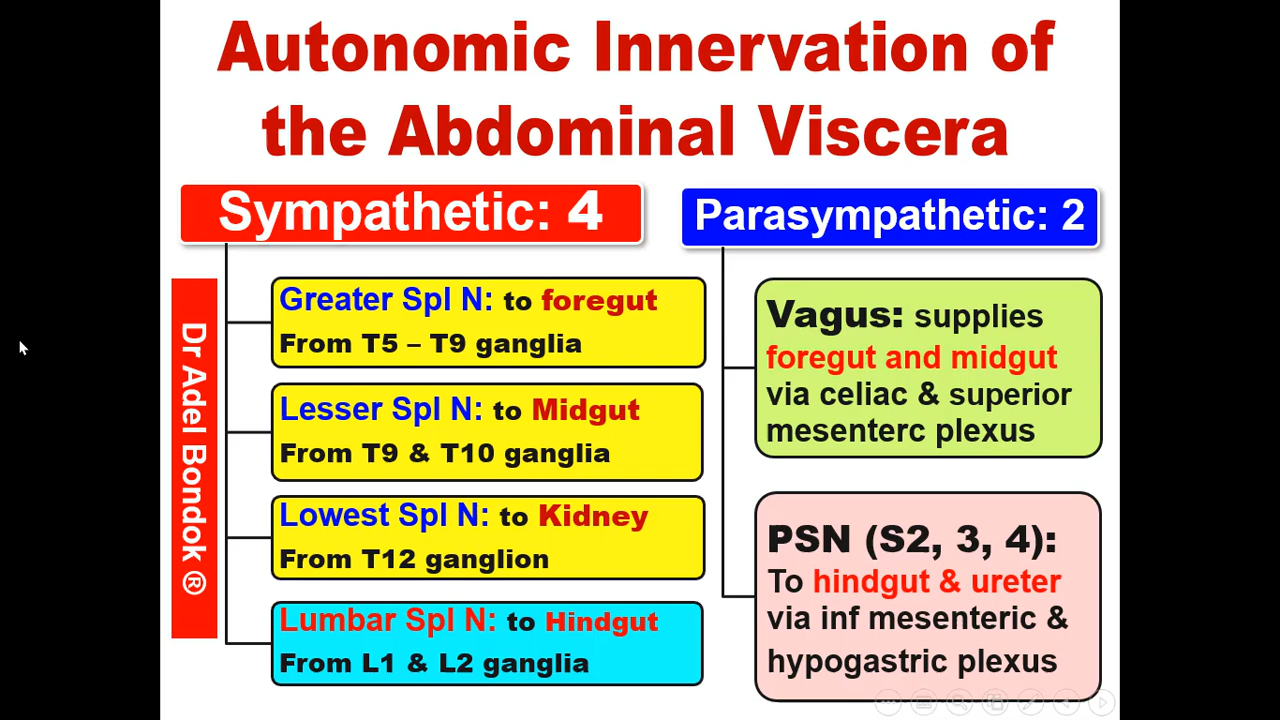 Autonomic Innervation of
the Abdominal Viscera
Sympathetic: 4
Dr Adel Bondok ®
Greater Spl N: to foregut
From T5 – T9 ganglia
Lesser Spl N: to Midgut
From T9 & T10 ganglia
Lowest Spl N: to Kidney
From T12 ganglion
Lumbar Spl N: to Hindgut
From L1 & L2 ganglia
Parasympathetic: 2
Vagus: supplies
foregut and midgut
via celiac & superior
mesenterc plexus
PSN (S2, 3, 4):
To hindgut & ureter
via inf mesenteric &
hypogastric plexus